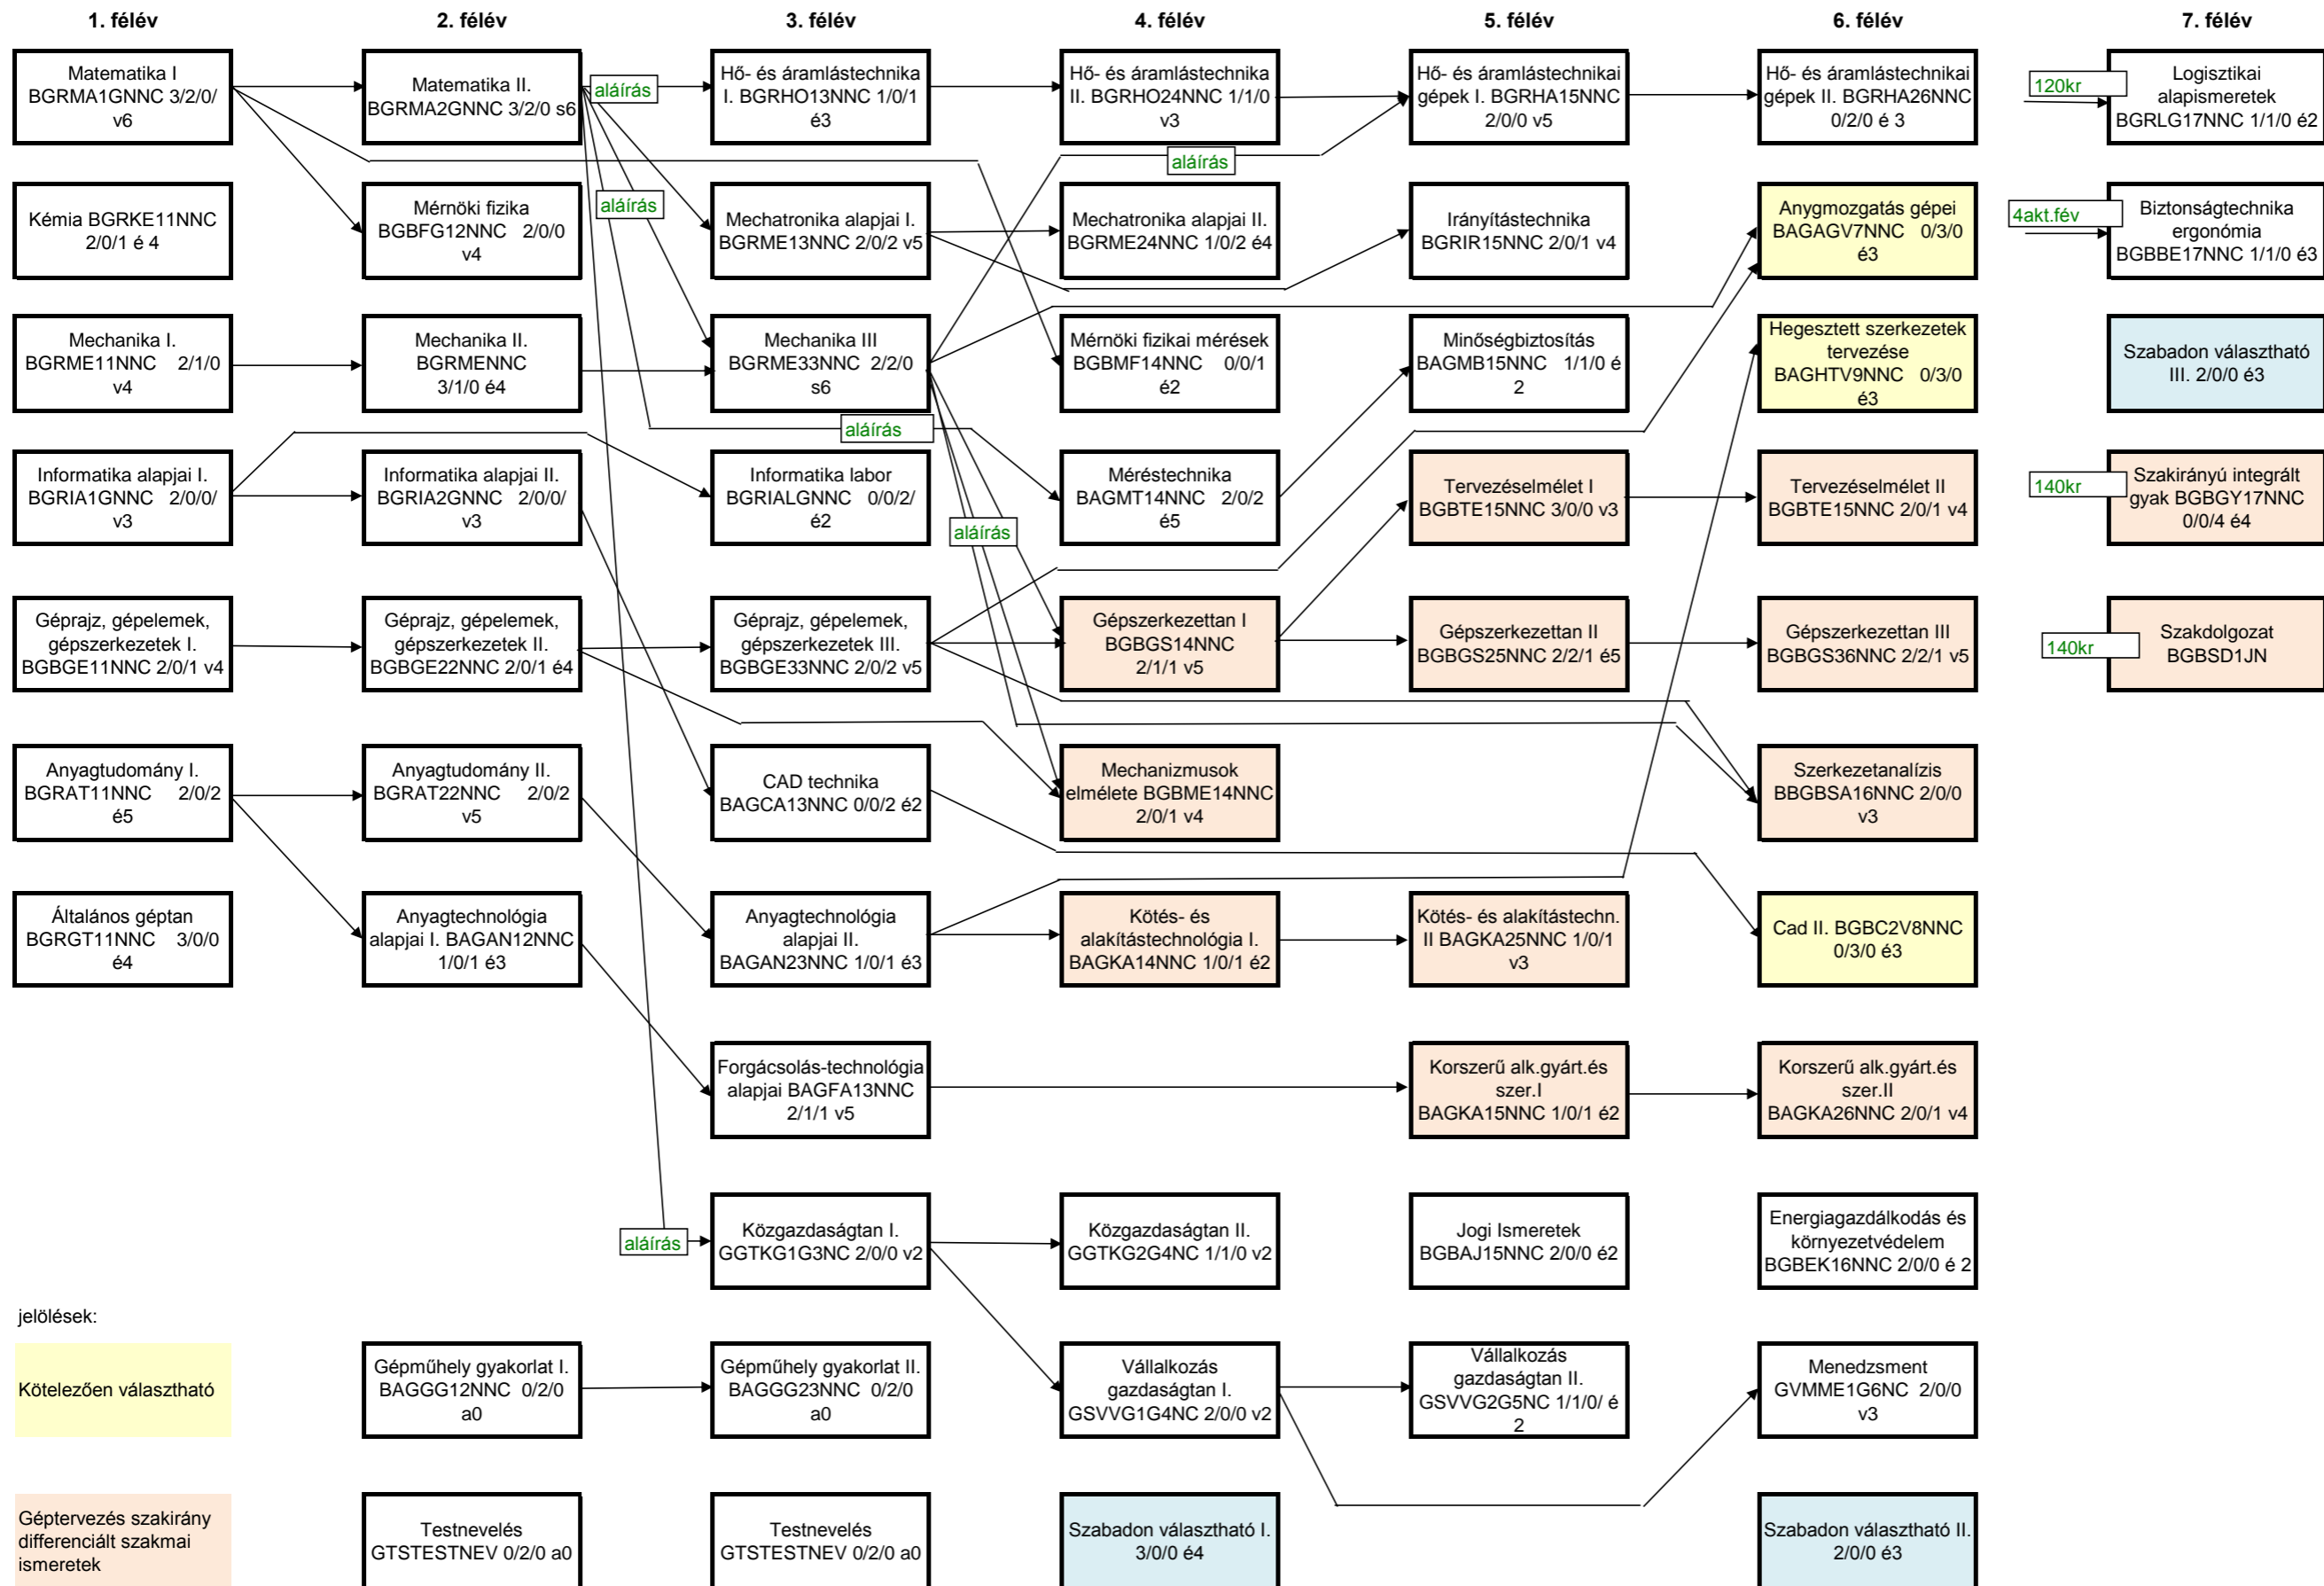 1. félév
2. félév
3. félév
4. félév
5. félév
6. félév
7. félév
Matematika I
BGRMA1GNNC 3/2/0/
v6
Matematika II.
BGRMA2GNNC 3/2/0 s6
aláírás
Hő- és áramlástechnika
I. BGRHO13NNC 1/0/1
é3
Hő- és áramlástechnika
II. BGRHO24NNC 1/1/0
v3
Hő- és áramlástechnikai
gépek I. BGRHA15NNC
2/0/0 v5
Hő- és áramlástechnikai
gépek II. BGRHA26NNC
0/2/0 é 3
120kr
Logisztikai
alapismeretek
BGRLG17NNC 1/1/0 é2
aláírás
Kémia BGRKE11NNC
2/0/1 é 4
Mérnöki fizika
BGBFG12NNC 2/0/0
v4
aláírás
Mechatronika alapjai I.
BGRME13NNC 2/0/2 v5
Mechatronika alapjai II.
BGRME24NNC 1/0/2 é4
Irányítástechnika
BGRIR15NNC 2/0/1 v4
Anygmozgatás gépei
BAGAGV7NNC 0/3/0
é3
4akt.fév
Biztonságtechnika
ergonómia
BGBBE17NNC 1/1/0 é3
Mechanika I.
BGRME11NNC 2/1/0
v4
Mechanika II.
BGRMENNC
3/1/0 é4
Mechanika III
BGRME33NNC 2/2/0
s6
Mérnöki fizikai mérések
BGBMF14NNC 0/0/1
é2
Minőségbiztosítás
BAGMB15NNC 1/1/0 é
2
Hegesztett szerkezetek
tervezése
BAGHTV9NNC 0/3/0
é3
Szabadon választható
III. 2/0/0 é3
aláírás
Informatika alapjai I.
BGRIA1GNNC 2/0/0/
v3
Informatika alapjai II.
BGRIA2GNNC 2/0/0/
v3
Informatika labor
BGRIALGNNC 0/0/2/
é2
aláírás
Méréstechnika
BAGMT14NNC 2/0/2
é5
Tervezéselmélet I
BGBTE15NNC 3/0/0 v3
Tervezéselmélet II
BGBTE15NNC 2/0/1 v4
140kr
Szakirányú integrált
gyak BGBGY17NNC
0/0/4 é4
Géprajz, gépelemek,
gépszerkezetek I.
BGBGE11NNC 2/0/1 v4
Géprajz, gépelemek,
gépszerkezetek II.
BGBGE22NNC 2/0/1 é4
Géprajz, gépelemek,
gépszerkezetek III.
BGBGE33NNC 2/0/2 v5
Gépszerkezettan I
BGBGS14NNC
2/1/1 v5
Gépszerkezettan II
BGBGS25NNC 2/2/1 é5
Gépszerkezettan III
BGBGS36NNC 2/2/1 v5
140kr
Szakdolgozat
BGBSD1JN
Anyagtudomány I.
BGRAT11NNC 2/0/2
é5
Anyagtudomány II.
BGRAT22NNC 2/0/2
v5
CAD technika
BAGCA13NNC 0/0/2 é2
Mechanizmusok
elmélete BGBME14NNC
2/0/1 v4
Szerkezetanalízis
BBGBSA16NNC 2/0/0
v3
Általános géptan
BGRGT11NNC 3/0/0
é4
Anyagtechnológia
alapjai I. BAGAN12NNC
1/0/1 é3
Anyagtechnológia
alapjai II.
BAGAN23NNC 1/0/1 é3
Kötés- és
alakítástechnológia I.
BAGKA14NNC 1/0/1 é2
Kötés- és alakítástechn.
II BAGKA25NNC 1/0/1
v3
Cad II. BGBC2V8NNC
0/3/0 é3
Forgácsolás-technológia
alapjai BAGFA13NNC
2/1/1 v5
Korszerű alk.gyárt.és
szer.I
BAGKA15NNC 1/0/1 é2
Korszerű alk.gyárt.és
szer.II
BAGKA26NNC 2/0/1 v4
aláírás
Közgazdaságtan I.
GGTKG1G3NC 2/0/0 v2
Közgazdaságtan II.
GGTKG2G4NC 1/1/0 v2
Jogi Ismeretek
BGBAJ15NNC 2/0/0 é2
Energiagazdálkodás és
környezetvédelem
BGBEK16NNC 2/0/0 é 2
jelölések:
Kötelezően választható
Gépműhely gyakorlat I.
BAGGG12NNC 0/2/0
a0
Gépműhely gyakorlat II.
BAGGG23NNC 0/2/0
a0
Vállalkozás
gazdaságtan I.
GSVVG1G4NC 2/0/0 v2
Vállalkozás
gazdaságtan II.
GSVVG2G5NC 1/1/0/ é
2
Menedzsment
GVMME1G6NC 2/0/0
v3
Géptervezés szakirány
differenciált szakmai
ismeretek
Testnevelés
GTSTESTNEV 0/2/0 a0
Testnevelés
GTSTESTNEV 0/2/0 a0
Szabadon választható I.
3/0/0 é4
Szabadon választható II.
2/0/0 é3